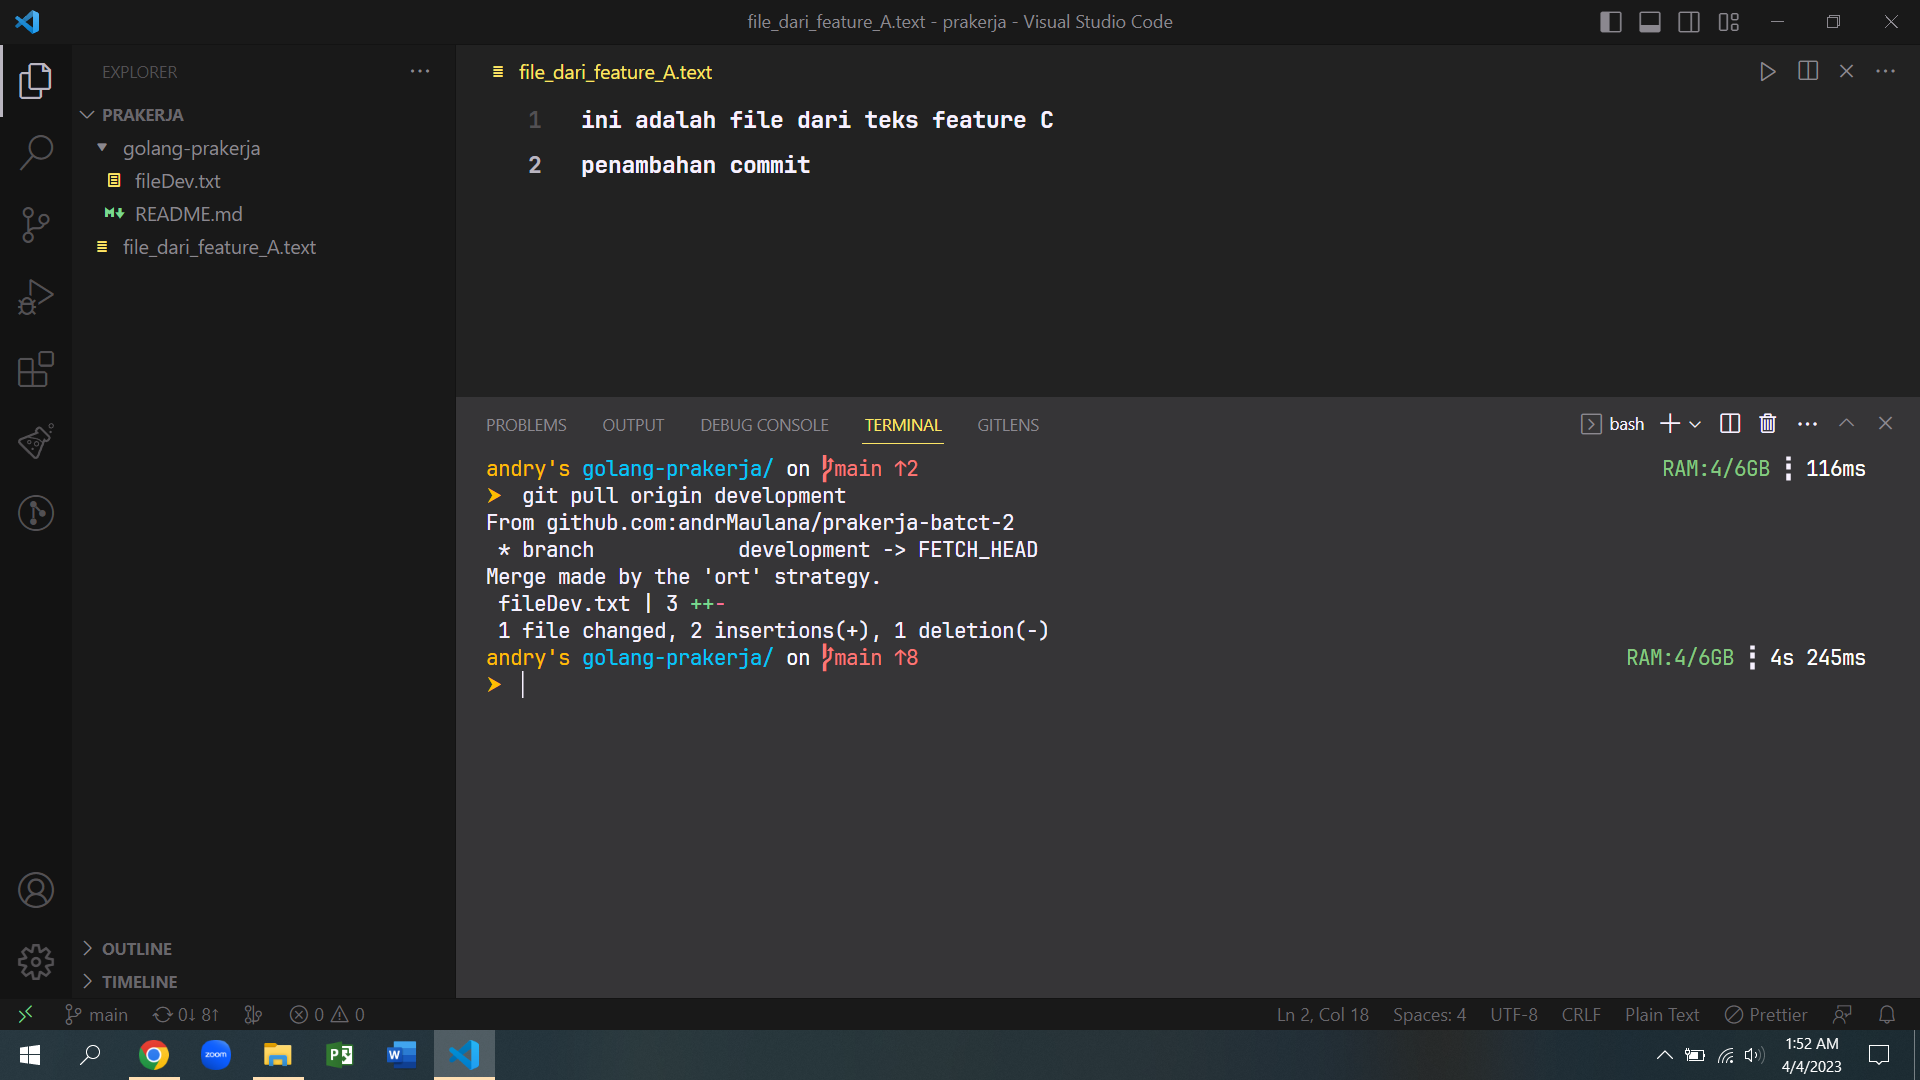 file_dari_feature_A.text - prakerja - Visual Studio Code
EXPLORER
PRAKERJA
golang-prakerja
fileDev.txt
README.md
file_dari_feature_A.text
file_dari_feature_A.text
1 ini adalah file dari teks feature C
2 penambahan commit
PROBLEMS OUTPUT DEBUG CONSOLE TERMINAL GITLENS
bash
andry's golang-prakerja/ on main ↑2 RAM:4/6GB 116ms
➤ git pull origin development
From github.com:andrMaulana/prakerja-batct-2
* branch development -> FETCH_HEAD
Merge made by the 'ort' strategy.
fileDev.txt | 3 ++-
1 file changed, 2 insertions(+), 1 deletion(-)
andry's golang-prakerja/ on main ↑8 RAM:4/6GB 4s 245ms
➤
OUTLINE
TIMELINE
main 0↓ 8↑ 0 0 Ln 2, Col 18 Spaces: 4 UTF-8 CRLF Plain Text Prettier
zoom
1:52 AM
4/4/2023